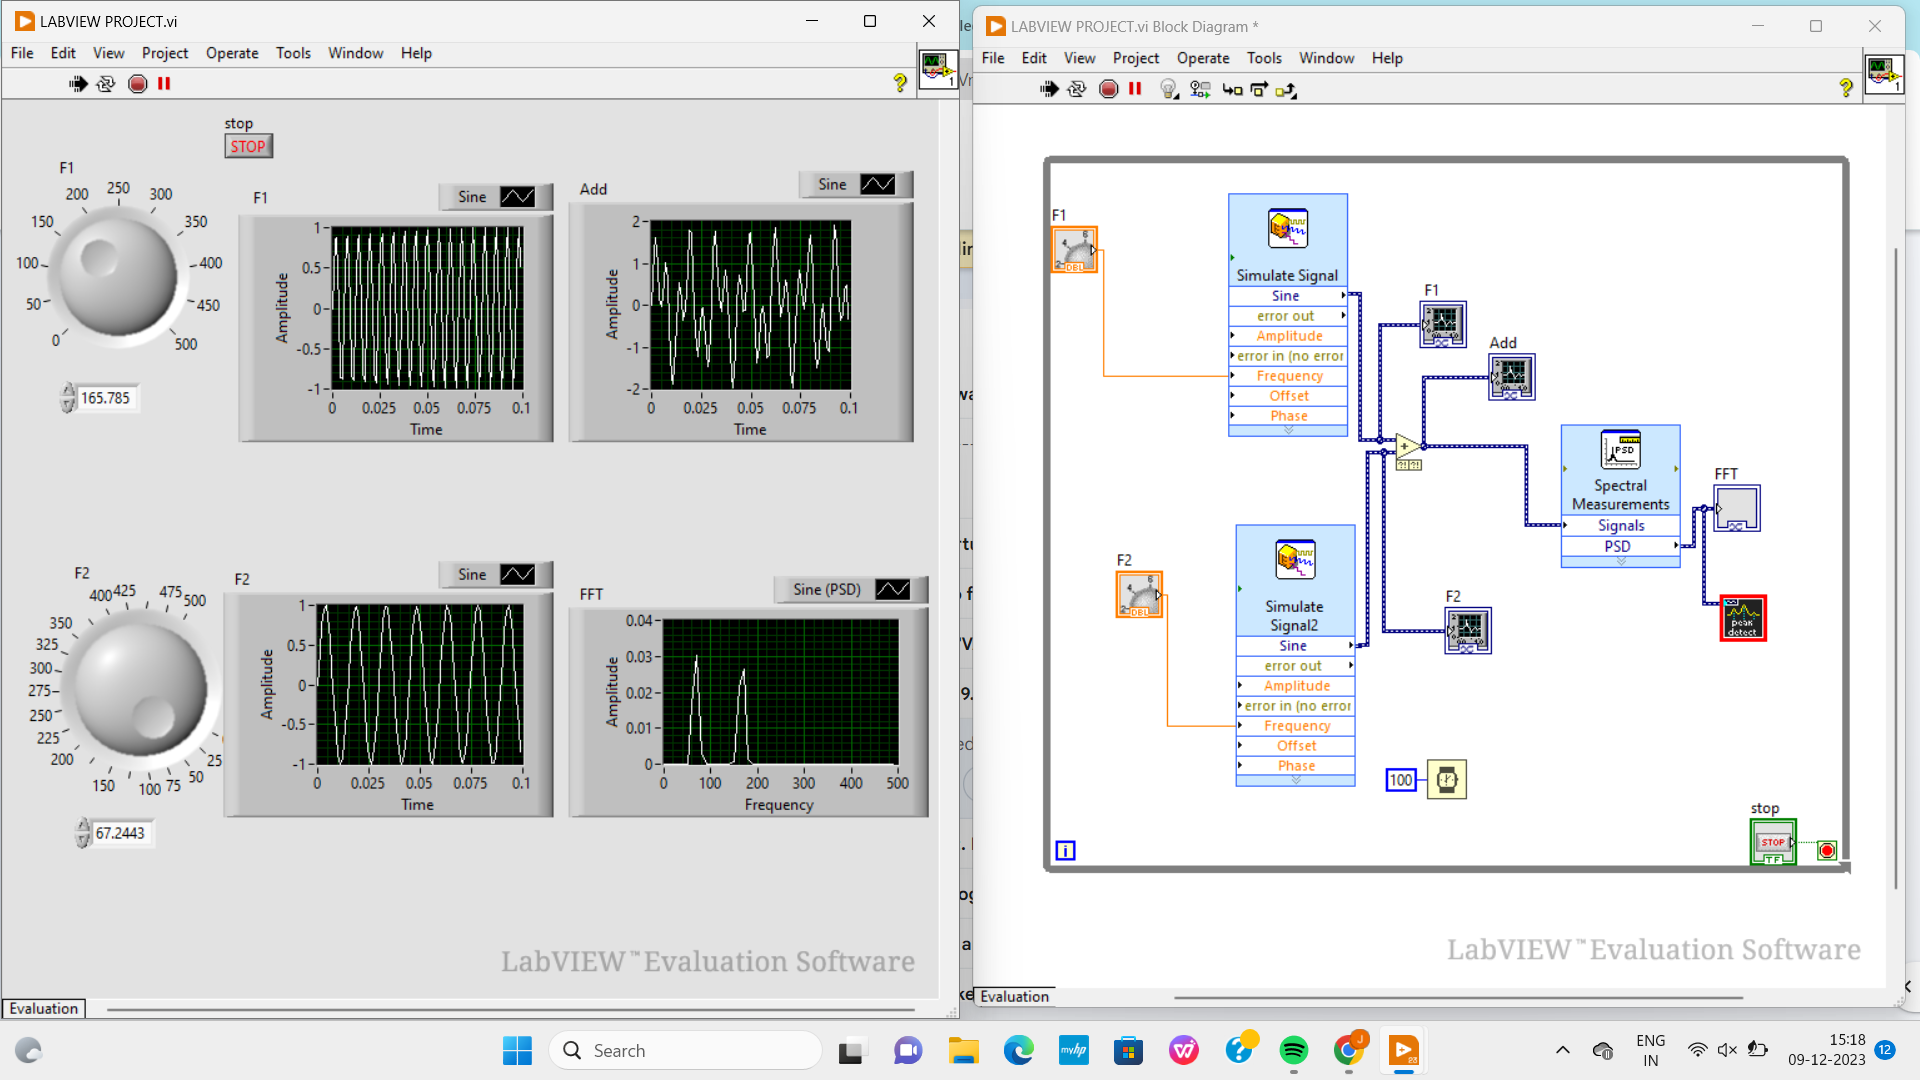 LABVIEW PROJECT.vi
File Edit View Project Operate Tools Window Help
1
stop
STOP
F1
0 50 100 150 200 250 300 350 400 450 500
165.785
F1
Sine
Amplitude
1
0.5
0
-0.5
-1
0 0.025 0.05 0.075 0.1
Time
Add
Sine
Amplitude
2
1
0
-1
-2
0 0.025 0.05 0.075 0.1
Time
F2
25 50 75 100 150 200 225 250 275 300 325 350 400 425 475 500
67.2443
F2
Sine
Amplitude
1
0.5
0
-0.5
-1
0 0.025 0.05 0.075 0.1
Time
FFT
Sine (PSD)
Amplitude
0.04
0.03
0.02
0.01
0
0 100 200 300 400 500
Frequency
LabVIEW™ Evaluation Software
Evaluation
LABVIEW PROJECT.vi Block Diagram *
File Edit View Project Operate Tools Window Help
1
F1
2 4 6
DBL
Simulate Signal
Sine
error out
Amplitude
error in (no error
Frequency
Offset
Phase
F1
Add
Spectral
Measurements
PSD
Signals
PSD
FFT
peak
detect
F2
2 4 6
DBL
Simulate
Signal2
Sine
error out
Amplitude
error in (no error
Frequency
Offset
Phase
F2
100
i
stop
STOP
TF
LabVIEW™ Evaluation Software
Evaluation
Search
myhp
ENG
IN
15:18
09-12-2023
12